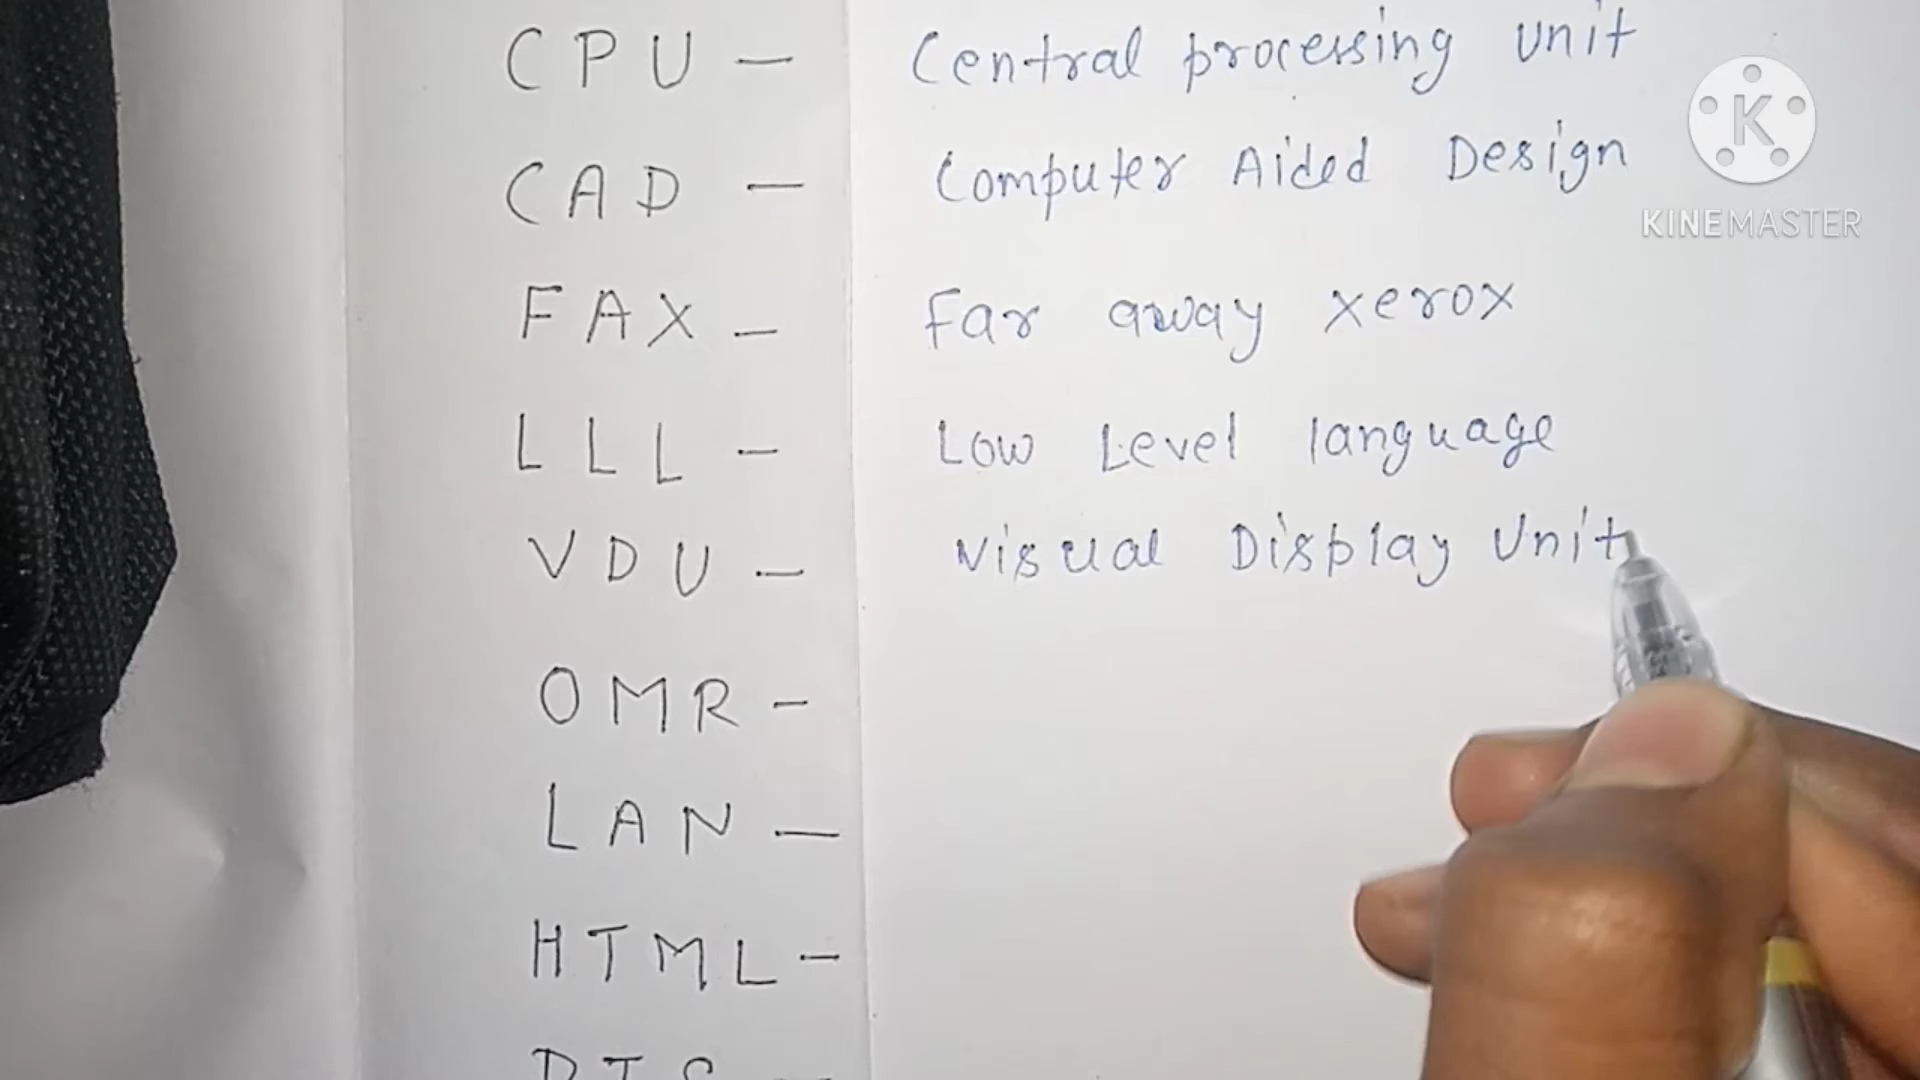 CPU — Central processing unit
K
CAD — Computer Aided Design
KINEMASTER
FAX — Far away xerox
LLL — Low Level language
VDU — Visual Display Unit
OMR -
LAN —
HTML -